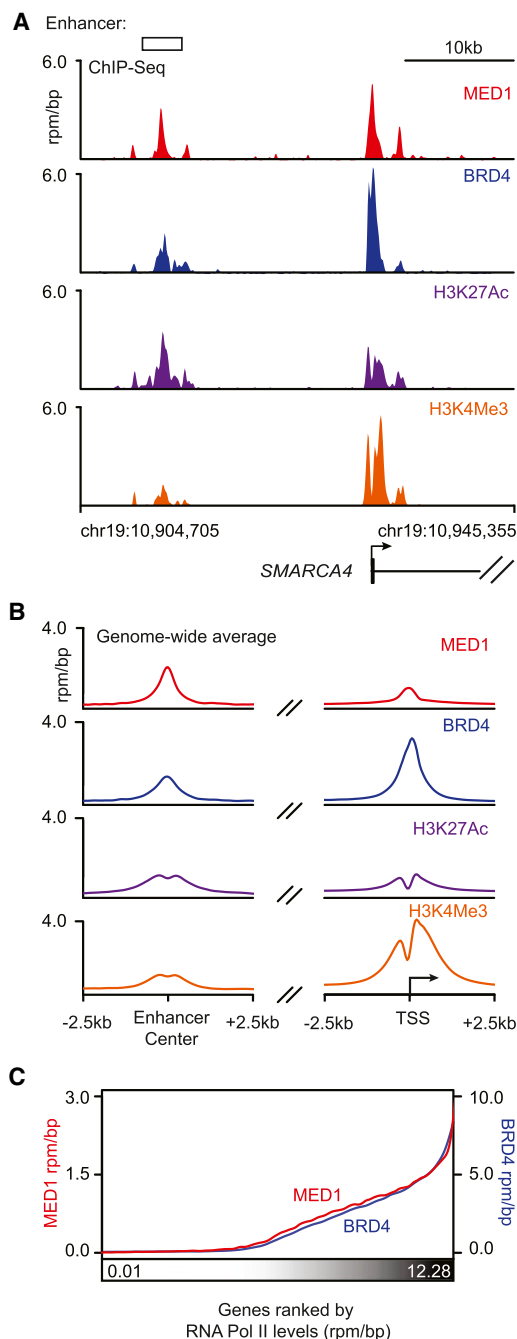 A Enhancer:
10kb
6.0
ChIP-Seq
rpm/bp
MED1
6.0
BRD4
6.0
H3K27Ac
6.0
H3K4Me3
chr19:10,904,705 chr19:10,945,355
SMARCA4
B
4.0
Genome-wide average
rpm/bp
MED1
4.0
BRD4
4.0
H3K27Ac
4.0
H3K4Me3
-2.5kb Enhancer Center +2.5kb -2.5kb TSS +2.5kb
C
3.0 10.0
MED1 rpm/bp
1.5 5.0
BRD4 rpm/bp
MED1
BRD4
0.0 0.0
0.01 12.28
Genes ranked by
RNA Pol II levels (rpm/bp)